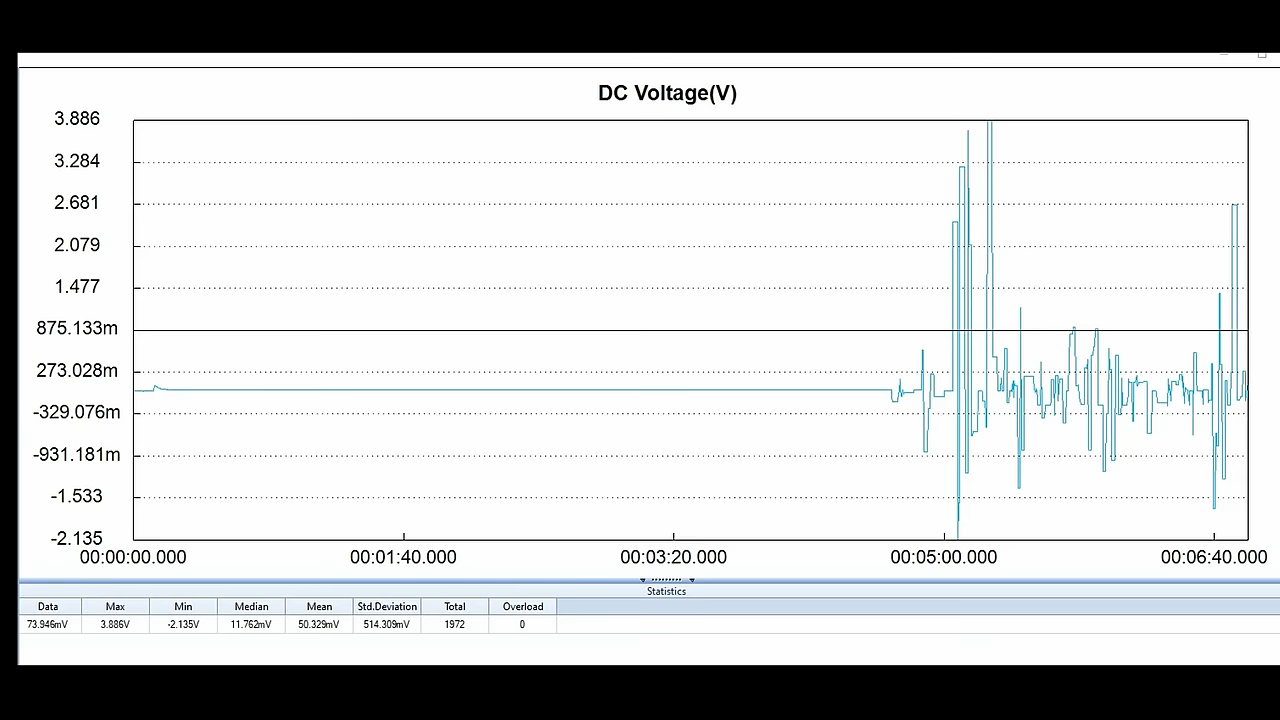 DC Voltage(V)
3.886
3.284
2.681
2.079
1.477
875.133m
273.028m
-329.076m
-931.181m
-1.533
-2.135
00:00:00.000 00:01:40.000 00:03:20.000 00:05:00.000 00:06:40.000
Statistics
Data Max Min Median Mean Std.Deviation Total Overload
73.946mV 3.886V -2.135V 11.762mV 50.329mV 514.309mV 1972 0